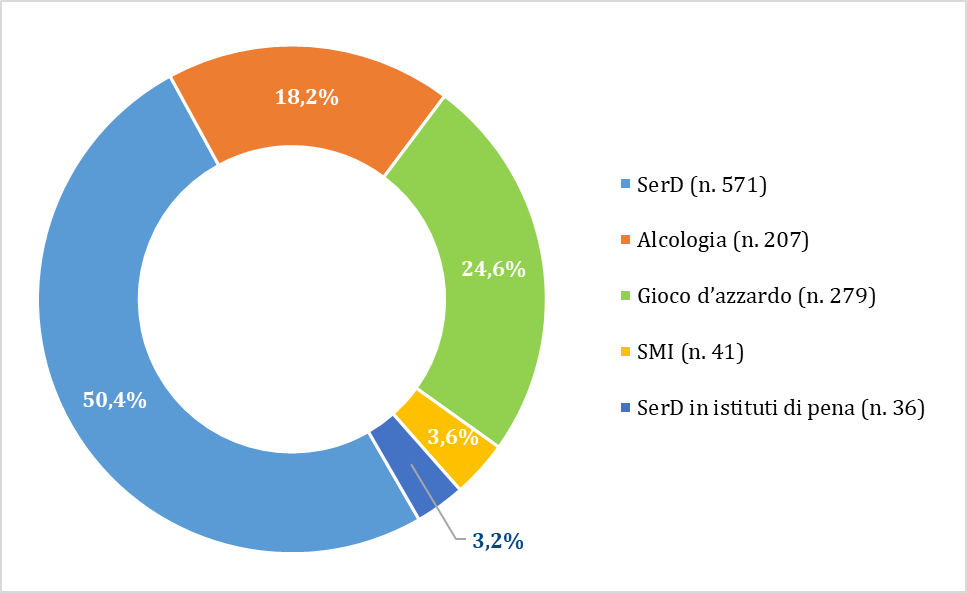 18,2%
24,6%
50,4%
3,6%
3,2%
SerD (n. 571)
Alcologia (n. 207)
Gioco d’azzardo (n. 279)
SMI (n. 41)
SerD in istituti di pena (n. 36)